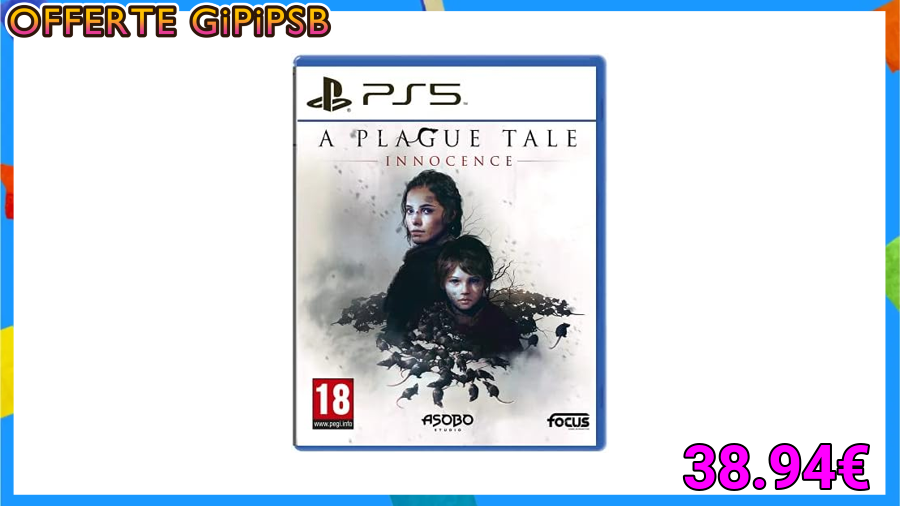 OFFERTE GiPiPSB
PS5
A PLAGUE TALE
INNOCENCE
18
www.pegi.info
ASOBO
STUDIO
FOCUS
38.94€